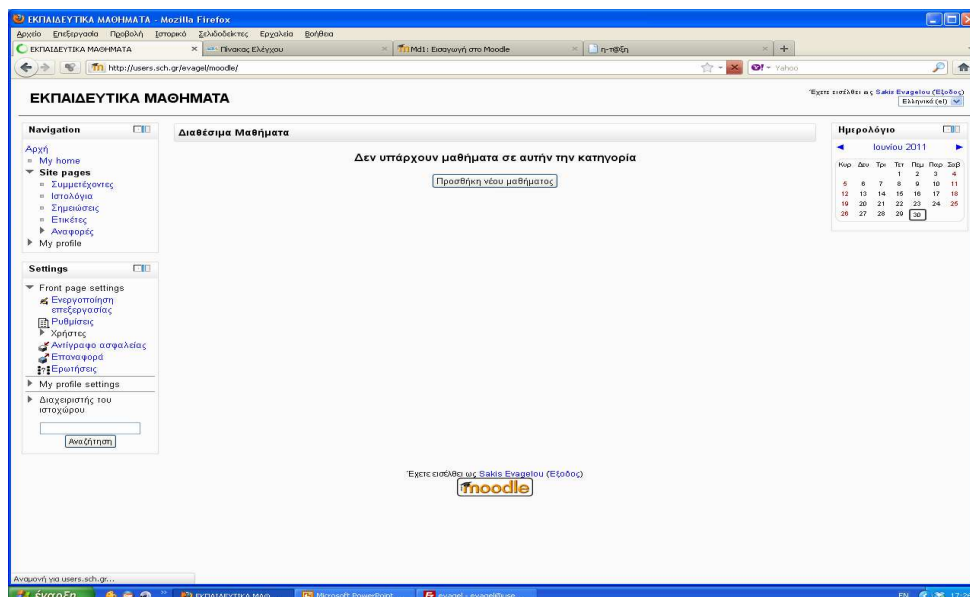 ΕΚΠΑΙΔΕΥΤΙΚΑ ΜΑΘΗΜΑΤΑ - Mozilla Firefox
Αρχείο Επεξεργασία Προβολή Ιστορικό Σελιδοδείκτες Εργαλεία Βοήθεια
ΕΚΠΑΙΔΕΥΤΙΚΑ ΜΑΘΗΜΑΤΑ Πίνακας Ελέγχου Md1: Εισαγωγή στο Moodle η-τ@ξη
http://users.sch.gr/evagel/moodle/ Yahoo
ΕΚΠΑΙΔΕΥΤΙΚΑ ΜΑΘΗΜΑΤΑ
Έχετε εισέλθει ως Sakis Evagelou (Έξοδος)
Ελληνικά (el)
Navigation
Αρχή
My home
Site pages
Συμμετέχοντες
Ιστολόγια
Σημειώσεις
Ετικέτες
Αναφορές
My profile
Settings
Front page settings
Ενεργοποίηση
επεξεργασίας
Ρυθμίσεις
Χρήστες
Αντίγραφο ασφαλείας
Επαναφορά
Ερωτήσεις
My profile settings
Διαχειριστής του
ιστοχώρου
Αναζήτηση
Διαθέσιμα Μαθήματα
Δεν υπάρχουν μαθήματα σε αυτήν την κατηγορία
Προσθήκη νέου μαθήματος
Ημερολόγιο
Ιουνίου 2011
Κυρ Δευ Τρι Τετ Πεμ Παρ Σαβ
1 2 3 4
5 6 7 8 9 10 11
12 13 14 15 16 17 18
19 20 21 22 23 24 25
26 27 28 29 30
Έχετε εισέλθει ως Sakis Evagelou (Έξοδος)
moodle
Αναμονή για users.sch.gr...
έναρξη ΕΚΠΑΙΔΕΥΤΙΚΑ ΜΑΘ... Microsoft PowerPoint ... evagel - evagel@use... EN